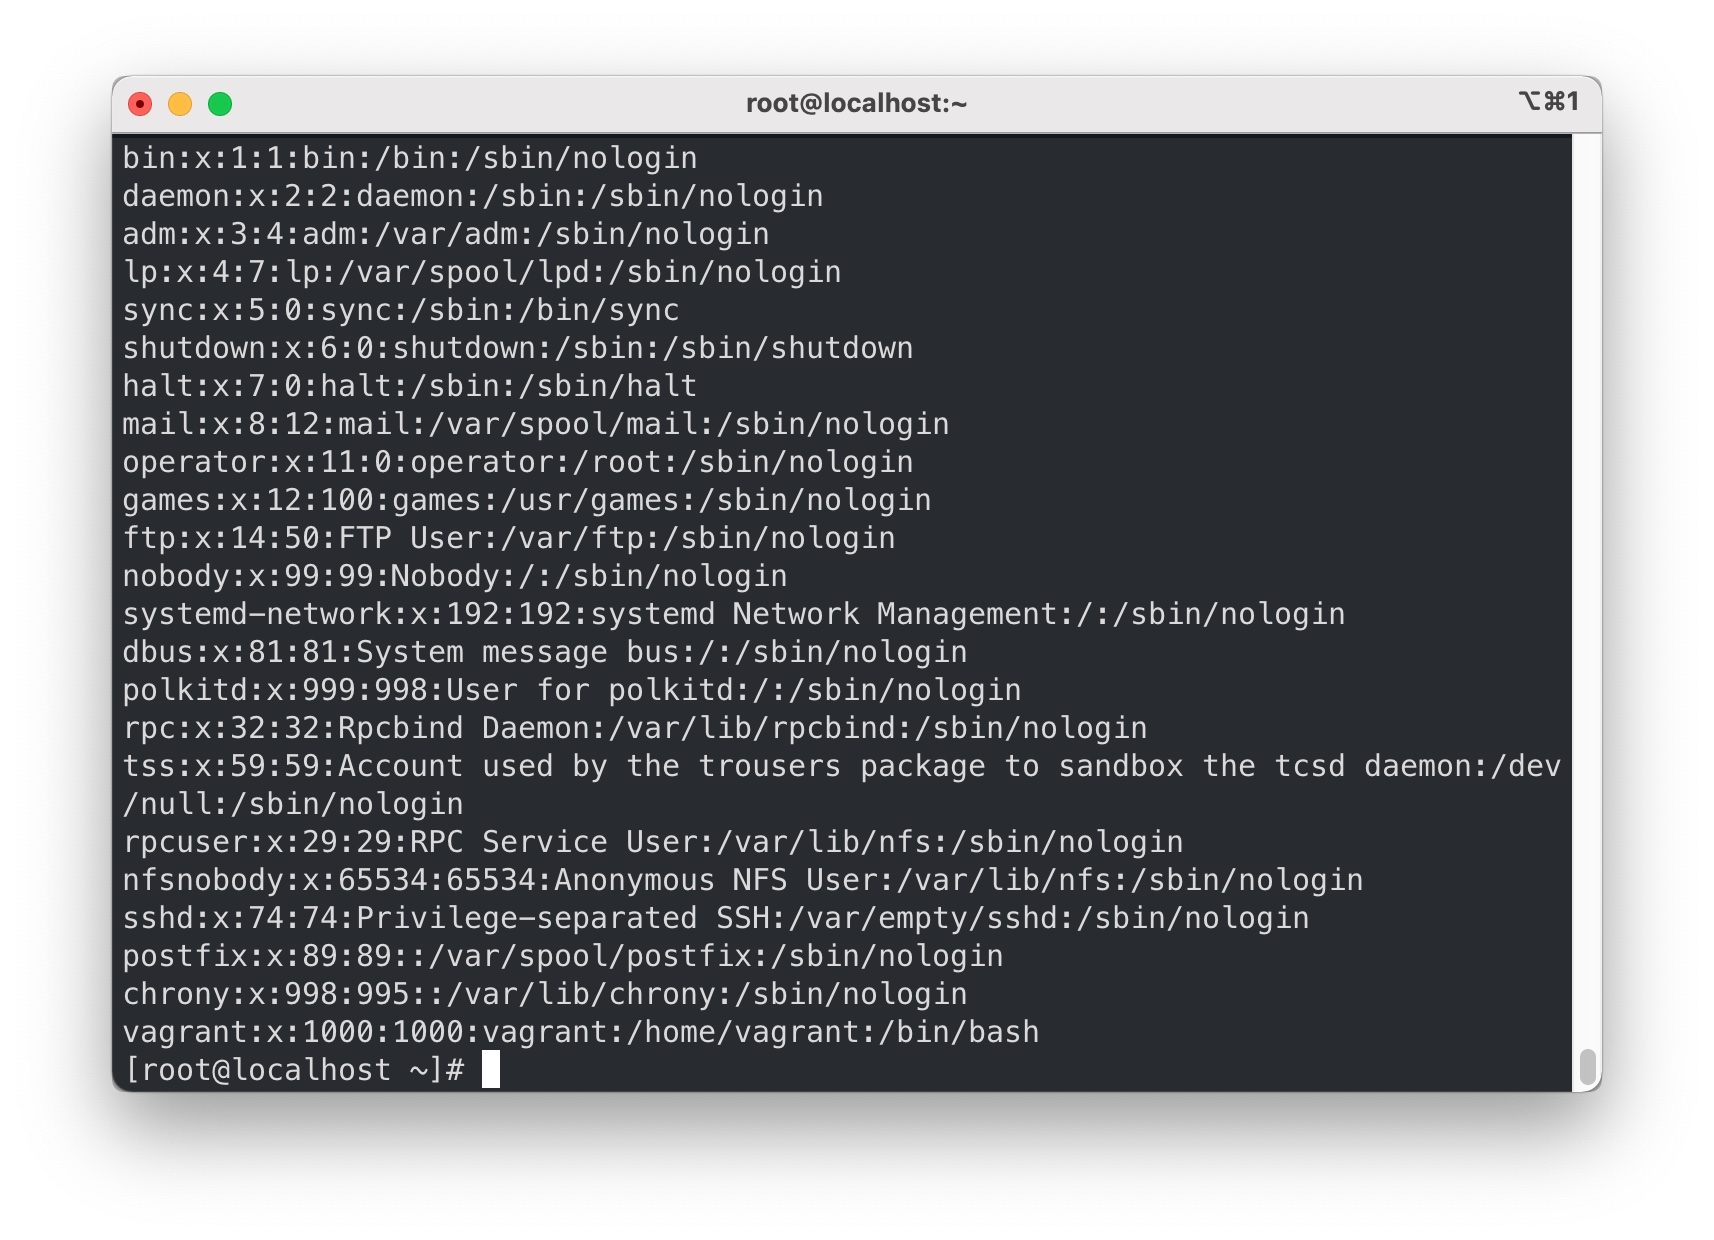 root@localhost:~
⌥⌘1
bin:x:1:1:bin:/bin:/sbin/nologin
daemon:x:2:2:daemon:/sbin:/sbin/nologin
adm:x:3:4:adm:/var/adm:/sbin/nologin
lp:x:4:7:lp:/var/spool/lpd:/sbin/nologin
sync:x:5:0:sync:/sbin:/bin/sync
shutdown:x:6:0:shutdown:/sbin:/sbin/shutdown
halt:x:7:0:halt:/sbin:/sbin/halt
mail:x:8:12:mail:/var/spool/mail:/sbin/nologin
operator:x:11:0:operator:/root:/sbin/nologin
games:x:12:100:games:/usr/games:/sbin/nologin
ftp:x:14:50:FTP User:/var/ftp:/sbin/nologin
nobody:x:99:99:Nobody:/:/sbin/nologin
systemd-network:x:192:192:systemd Network Management:/:/sbin/nologin
dbus:x:81:81:System message bus:/:/sbin/nologin
polkitd:x:999:998:User for polkitd:/:/sbin/nologin
rpc:x:32:32:Rpcbind Daemon:/var/lib/rpcbind:/sbin/nologin
tss:x:59:59:Account used by the trousers package to sandbox the tcsd daemon:/dev
/null:/sbin/nologin
rpcuser:x:29:29:RPC Service User:/var/lib/nfs:/sbin/nologin
nfsnobody:x:65534:65534:Anonymous NFS User:/var/lib/nfs:/sbin/nologin
sshd:x:74:74:Privilege-separated SSH:/var/empty/sshd:/sbin/nologin
postfix:x:89:89::/var/spool/postfix:/sbin/nologin
chrony:x:998:995::/var/lib/chrony:/sbin/nologin
vagrant:x:1000:1000:vagrant:/home/vagrant:/bin/bash
[root@localhost ~]#